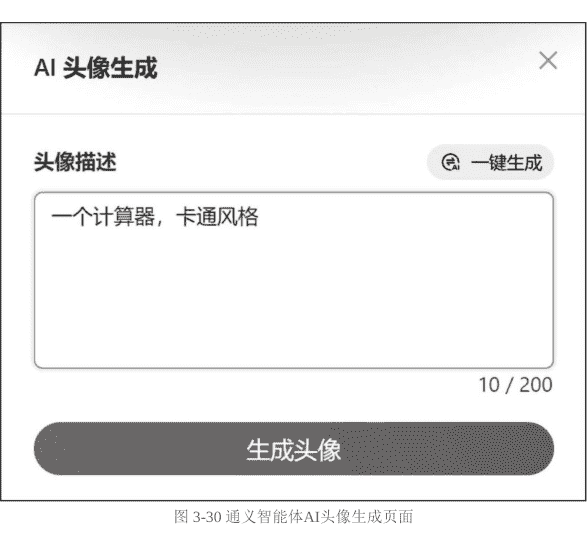 AI 头像生成
头像描述
一键生成
一个计算器，卡通风格
10 / 200
生成头像
图 3-30 通义智能体AI头像生成页面